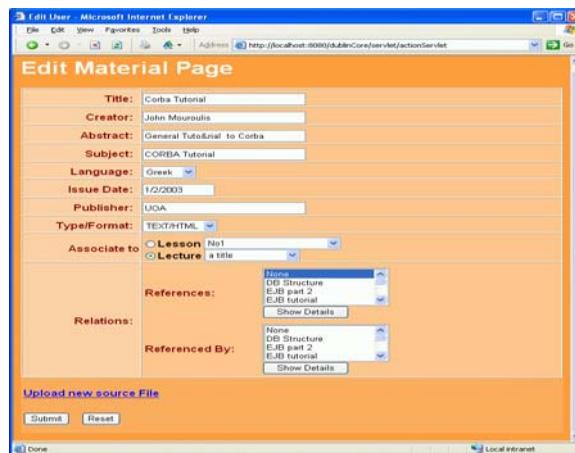 Edit User - Microsoft Internet Explorer
File Edit View Favorites Tools Help
Address http://localhost:8080/dublinCore/servlet/actionServlet Go
Edit Material Page
Title: Corba Tutorial
Creator: John Mouroulis
Abstract: General Tuto&rial to Corba
Subject: CORBA Tutorial
Language: Greek
Issue Date: 1/2/2003
Publisher: UOA
Type/Format: TEXT/HTML
Associate to Lesson No1
Lecture a title
Relations:
References:
None
DB Structure
EJB part 2
EJB tutorial
Show Details
Referenced By:
None
DB Structure
EJB part 2
EJB tutorial
Show Details
Upload new source File
Submit Reset
Done Local intranet